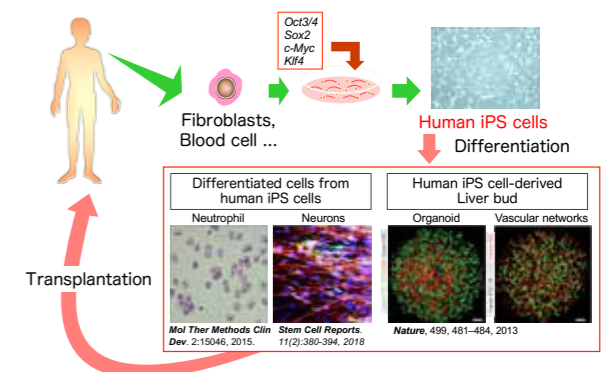 Oct3/4
Sox2
c-Myc
Klf4
Fibroblasts,
Blood cell ...
Human iPS cells
Differentiation
Differentiated cells from
human iPS cells
Human iPS cell-derived
Liver bud
Neutrophil
Neurons
Organoid
Vascular networks
Transplantation
Mol Ther Methods Clin
Dev. 2:15046, 2015.
Stem Cell Reports.
11(2):380-394, 2018
Nature, 499, 481–484, 2013